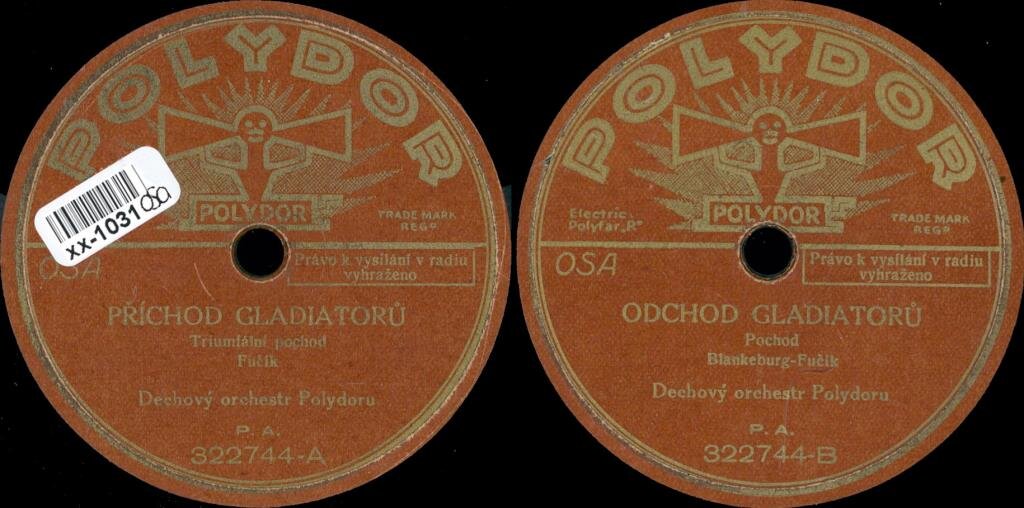 POLYDOR
POLYDOR
TRADE MARK
REGD
xx-1031
osa
OSA
Právo k vysílání v radiu
vyhraženo
PŘÍCHOD GLADIATORŮ
Triumfální pochod
Fučík
Dechový orchestr Polydoru
P. A.
322744-A
POLYDOR
Electric.
Polyfar„R"
POLYDOR
TRADE MARK
REGD
OSA
Právo k vysílání v radiu
vyhraženo
ODCHOD GLADIATORŮ
Pochod
Blankeburg-Fučik
Dechový orchestr Polydoru
P. A.
322744-B